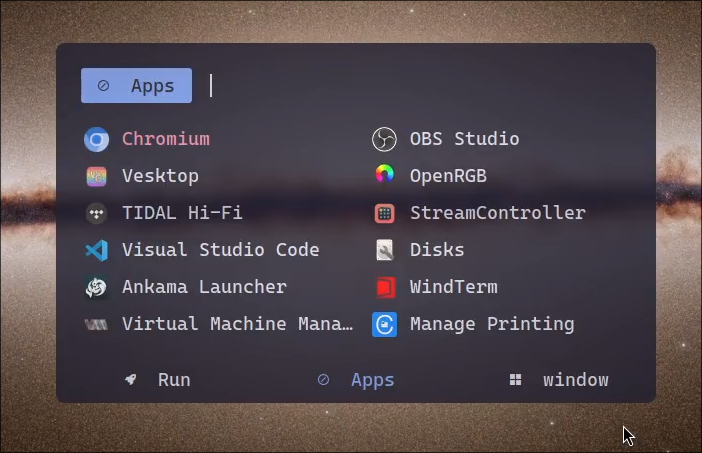 Apps
Chromium
Vesktop
TIDAL Hi-Fi
Visual Studio Code
Ankama Launcher
Virtual Machine Mana…
OBS Studio
OpenRGB
StreamController
Disks
WindTerm
Manage Printing
Run Apps window